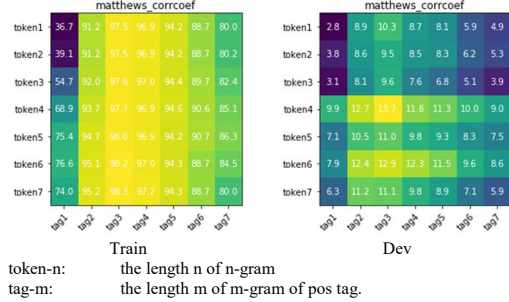 matthews_corrcoef matthews_corrcoef
token1 36.7 91.2 97.5 96.9 94.2 88.7 80.0 token1 2.8 8.9 10.3 8.7 8.1 5.9 4.9
token2 39.1 91.2 97.5 96.9 94.2 88.7 80.2 token2 3.8 8.6 9.5 8.5 8.3 6.2 5.3
token3 54.7 92.0 97.6 97.0 94.4 89.7 82.4 token3 3.1 8.1 9.6 7.6 6.8 5.1 3.9
token4 68.9 93.7 97.7 96.9 94.6 90.6 85.1 token4 9.9 12.7 13.7 11.8 11.3 10.0 9.0
token5 75.4 94.7 98.0 96.9 94.2 90.7 86.3 token5 7.1 10.5 11.0 9.8 9.3 8.3 7.5
token6 76.6 95.1 98.2 97.0 94.3 88.7 84.5 token6 7.9 12.4 12.9 12.3 11.5 9.6 8.6
token7 74.0 95.2 98.3 97.2 94.1 88.7 80.0 token7 6.3 11.2 11.1 9.8 8.9 7.1 5.9
tag1 tag2 tag3 tag4 tag5 tag6 tag7 tag1 tag2 tag3 tag4 tag5 tag6 tag7
Train Dev
token-n: the length n of n-gram
tag-m: the length m of m-gram of pos tag.